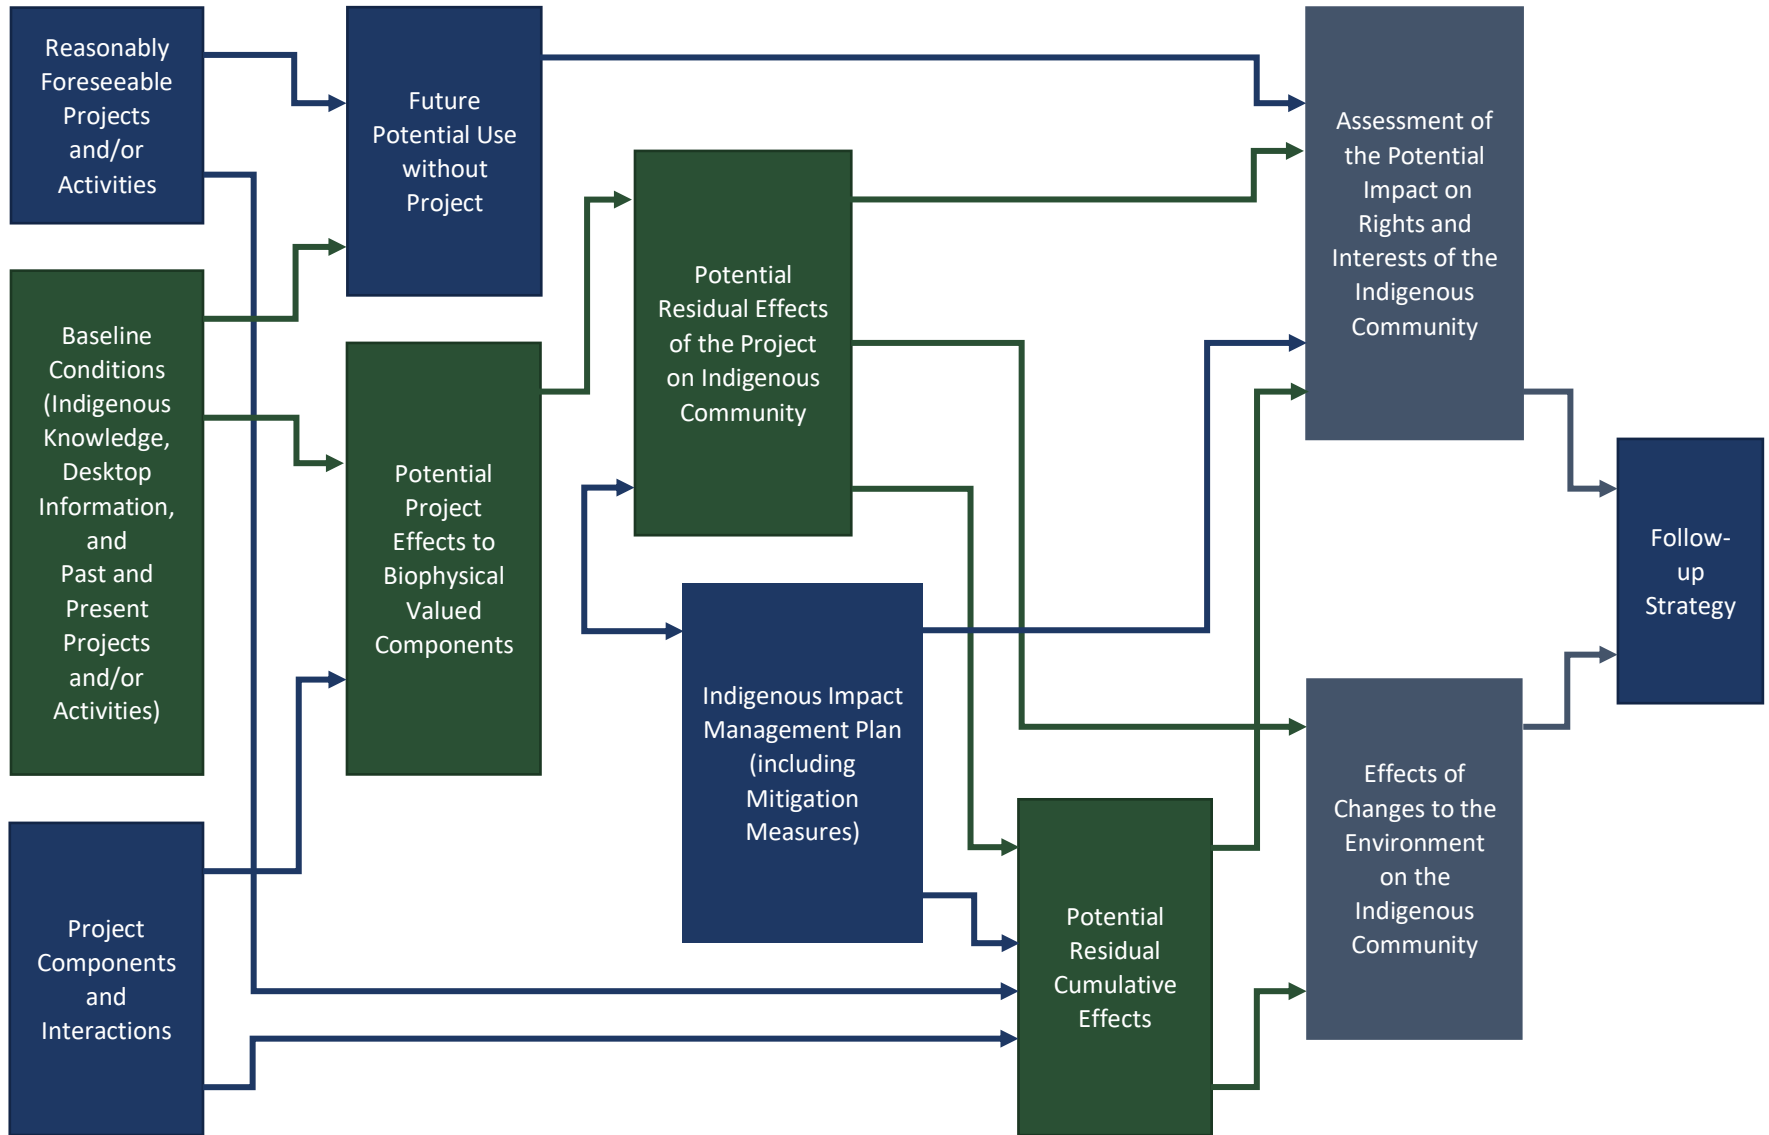 Reasonably
Foreseeable
Projects
and/or
Activities
Future
Potential Use
without
Project
Assessment of
the Potential
Impact on
Rights and
Interests of the
Indigenous
Community
Potential
Residual Effects
of the Project
on Indigenous
Community
Baseline
Conditions
(Indigenous
Knowledge,
Desktop
Information,
and
Past and
Present
Projects
and/or
Activities)
Potential
Project
Effects to
Biophysical
Valued
Components
Follow-
up
Strategy
Indigenous Impact
Management Plan
(including
Mitigation
Measures)
Effects of
Changes to the
Environment
on the
Indigenous
Community
Project
Components
and
Interactions
Potential
Residual
Cumulative
Effects